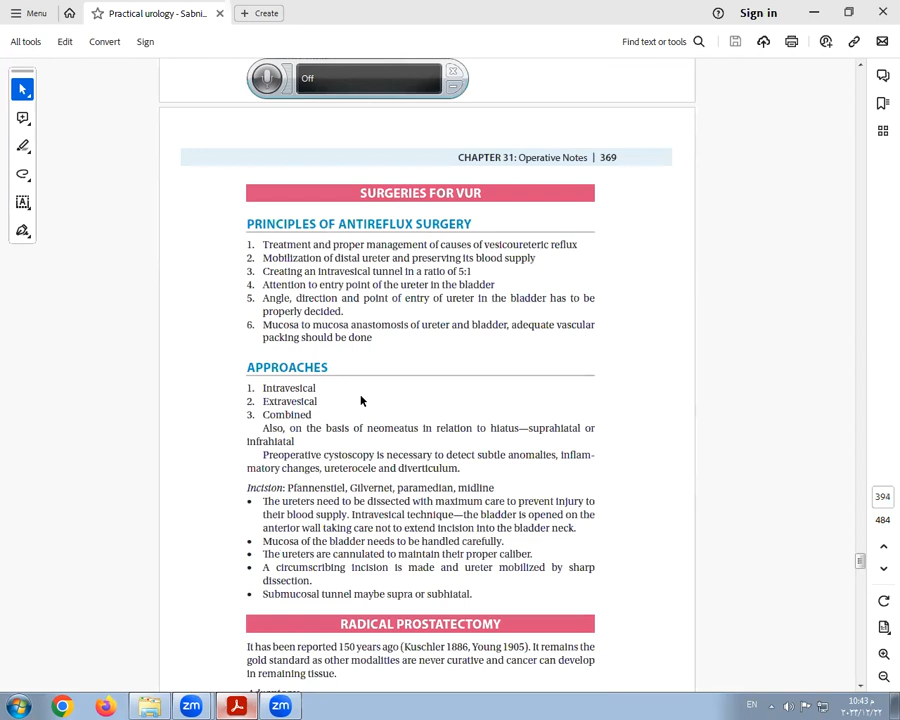 Menu
Practical urology - Sabni...
Create
Sign in
All tools
Edit
Convert
Sign
Find text or tools
Off
CHAPTER 31: Operative Notes | 369
SURGERIES FOR VUR
PRINCIPLES OF ANTIREFLUX SURGERY
1. Treatment and proper management of causes of vesicoureteric reflux
2. Mobilization of distal ureter and preserving its blood supply
3. Creating an intravesical tunnel in a ratio of 5:1
4. Attention to entry point of the ureter in the bladder
5. Angle, direction and point of entry of ureter in the bladder has to be
properly decided.
6. Mucosa to mucosa anastomosis of ureter and bladder, adequate vascular
packing should be done
APPROACHES
1. Intravesical
2. Extravesical
3. Combined
Also, on the basis of neomeatus in relation to hiatus—suprahiatal or
infrahiatal
Preoperative cystoscopy is necessary to detect subtle anomalies, inflam-
matory changes, ureterocele and diverticulum.
Incision: Pfannenstiel, Gilvernet, paramedian, midline
• The ureters need to be dissected with maximum care to prevent injury to
their blood supply. Intravesical technique—the bladder is opened on the
anterior wall taking care not to extend incision into the bladder neck.
• Mucosa of the bladder needs to be handled carefully.
• The ureters are cannulated to maintain their proper caliber.
• A circumscribing incision is made and ureter mobilized by sharp
dissection.
• Submucosal tunnel maybe supra or subhiatal.
RADICAL PROSTATECTOMY
It has been reported 150 years ago (Kuschler 1886, Young 1905). It remains the
gold standard as other modalities are never curative and cancer can develop
in remaining tissue.
394
484
EN
10:43 م